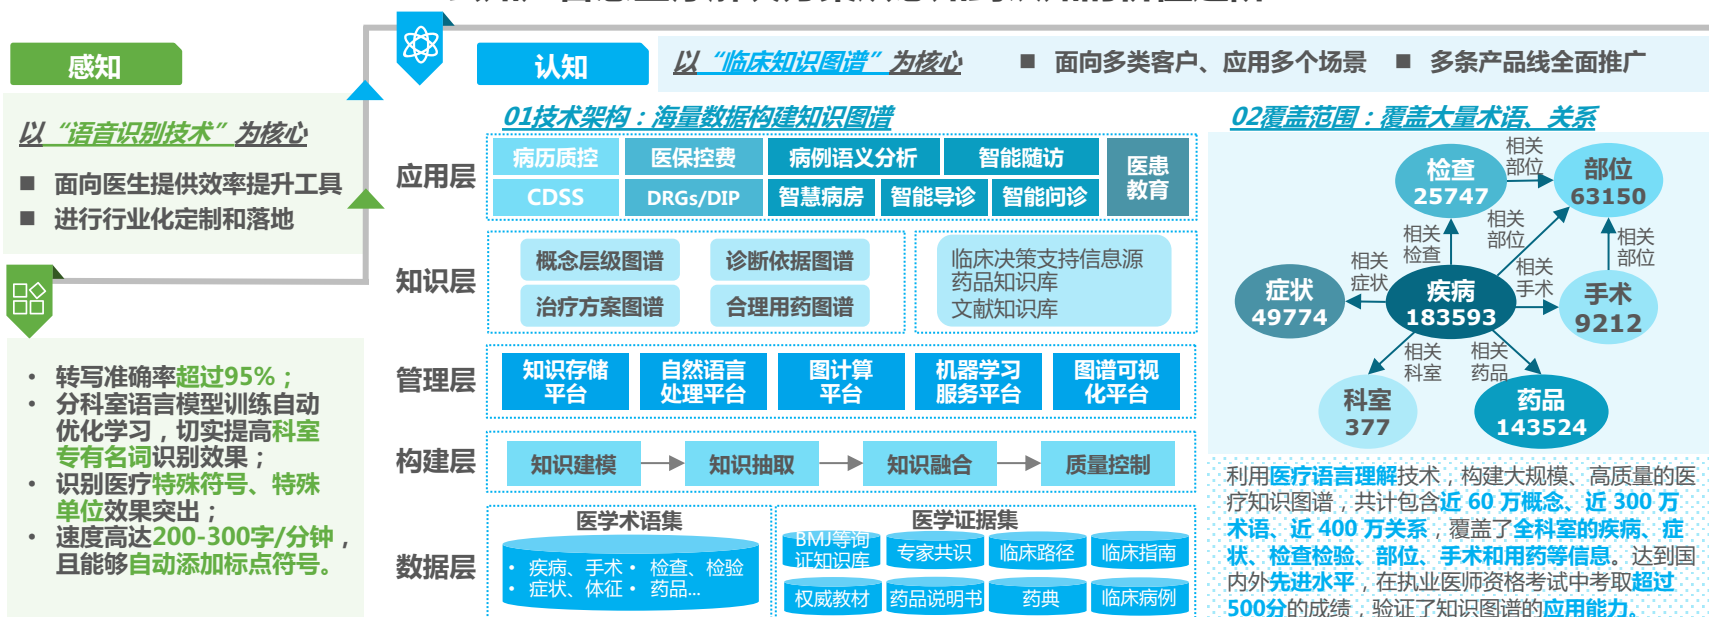 感知
以“语音识别技术”为核心
■ 面向医生提供效率提升工具
■ 进行行业化定制和落地
• 转写准确率超过95%；
• 分科室语言模型训练自动
优化学习，切实提高科室
专有名词识别效果；
• 识别医疗特殊符号、特殊
单位效果突出；
• 速度高达200-300字/分钟，
且能够自动添加标点符号。
认知
以“临床知识图谱”为核心 ■ 面向多类客户、应用多个场景 ■ 多条产品线全面推广
01技术架构：海量数据构建知识图谱
应用层
病历质控 医保控费 病例语义分析 智能随访
CDSS DRGs/DIP 智慧病房 智能导诊 智能问诊
医患
教育
知识层
概念层级图谱 诊断依据图谱
治疗方案图谱 合理用药图谱
临床决策支持信息源
药品知识库
文献知识库
管理层
知识存储
平台
自然语言
处理平台
图计算
平台
机器学习
服务平台
图谱可视
化平台
构建层
知识建模 知识抽取 知识融合 质量控制
数据层
医学术语集
• 疾病、手术 • 检查、检验
• 症状、体征 • 药品...
医学证据集
BMJ等询
证知识库
专家共识 临床路径 临床指南
权威教材 药品说明书 药典 临床病例
02覆盖范围：覆盖大量术语、关系
检查
25747
相关
部位
部位
63150
相关
检查
相关
部位
相关
部位
相关
症状
相关
手术
症状
49774
疾病
183593
手术
9212
相关
科室
相关
药品
科室
377
药品
143524
利用医疗语言理解技术，构建大规模、高质量的医
疗知识图谱，共计包含近 60 万概念、近 300 万
术语、近 400 万关系，覆盖了全科室的疾病、症
状、检查检验、部位、手术和用药等信息。达到国
内外先进水平，在执业医师资格考试中考取超过
500分的成绩，验证了知识图谱的应用能力。